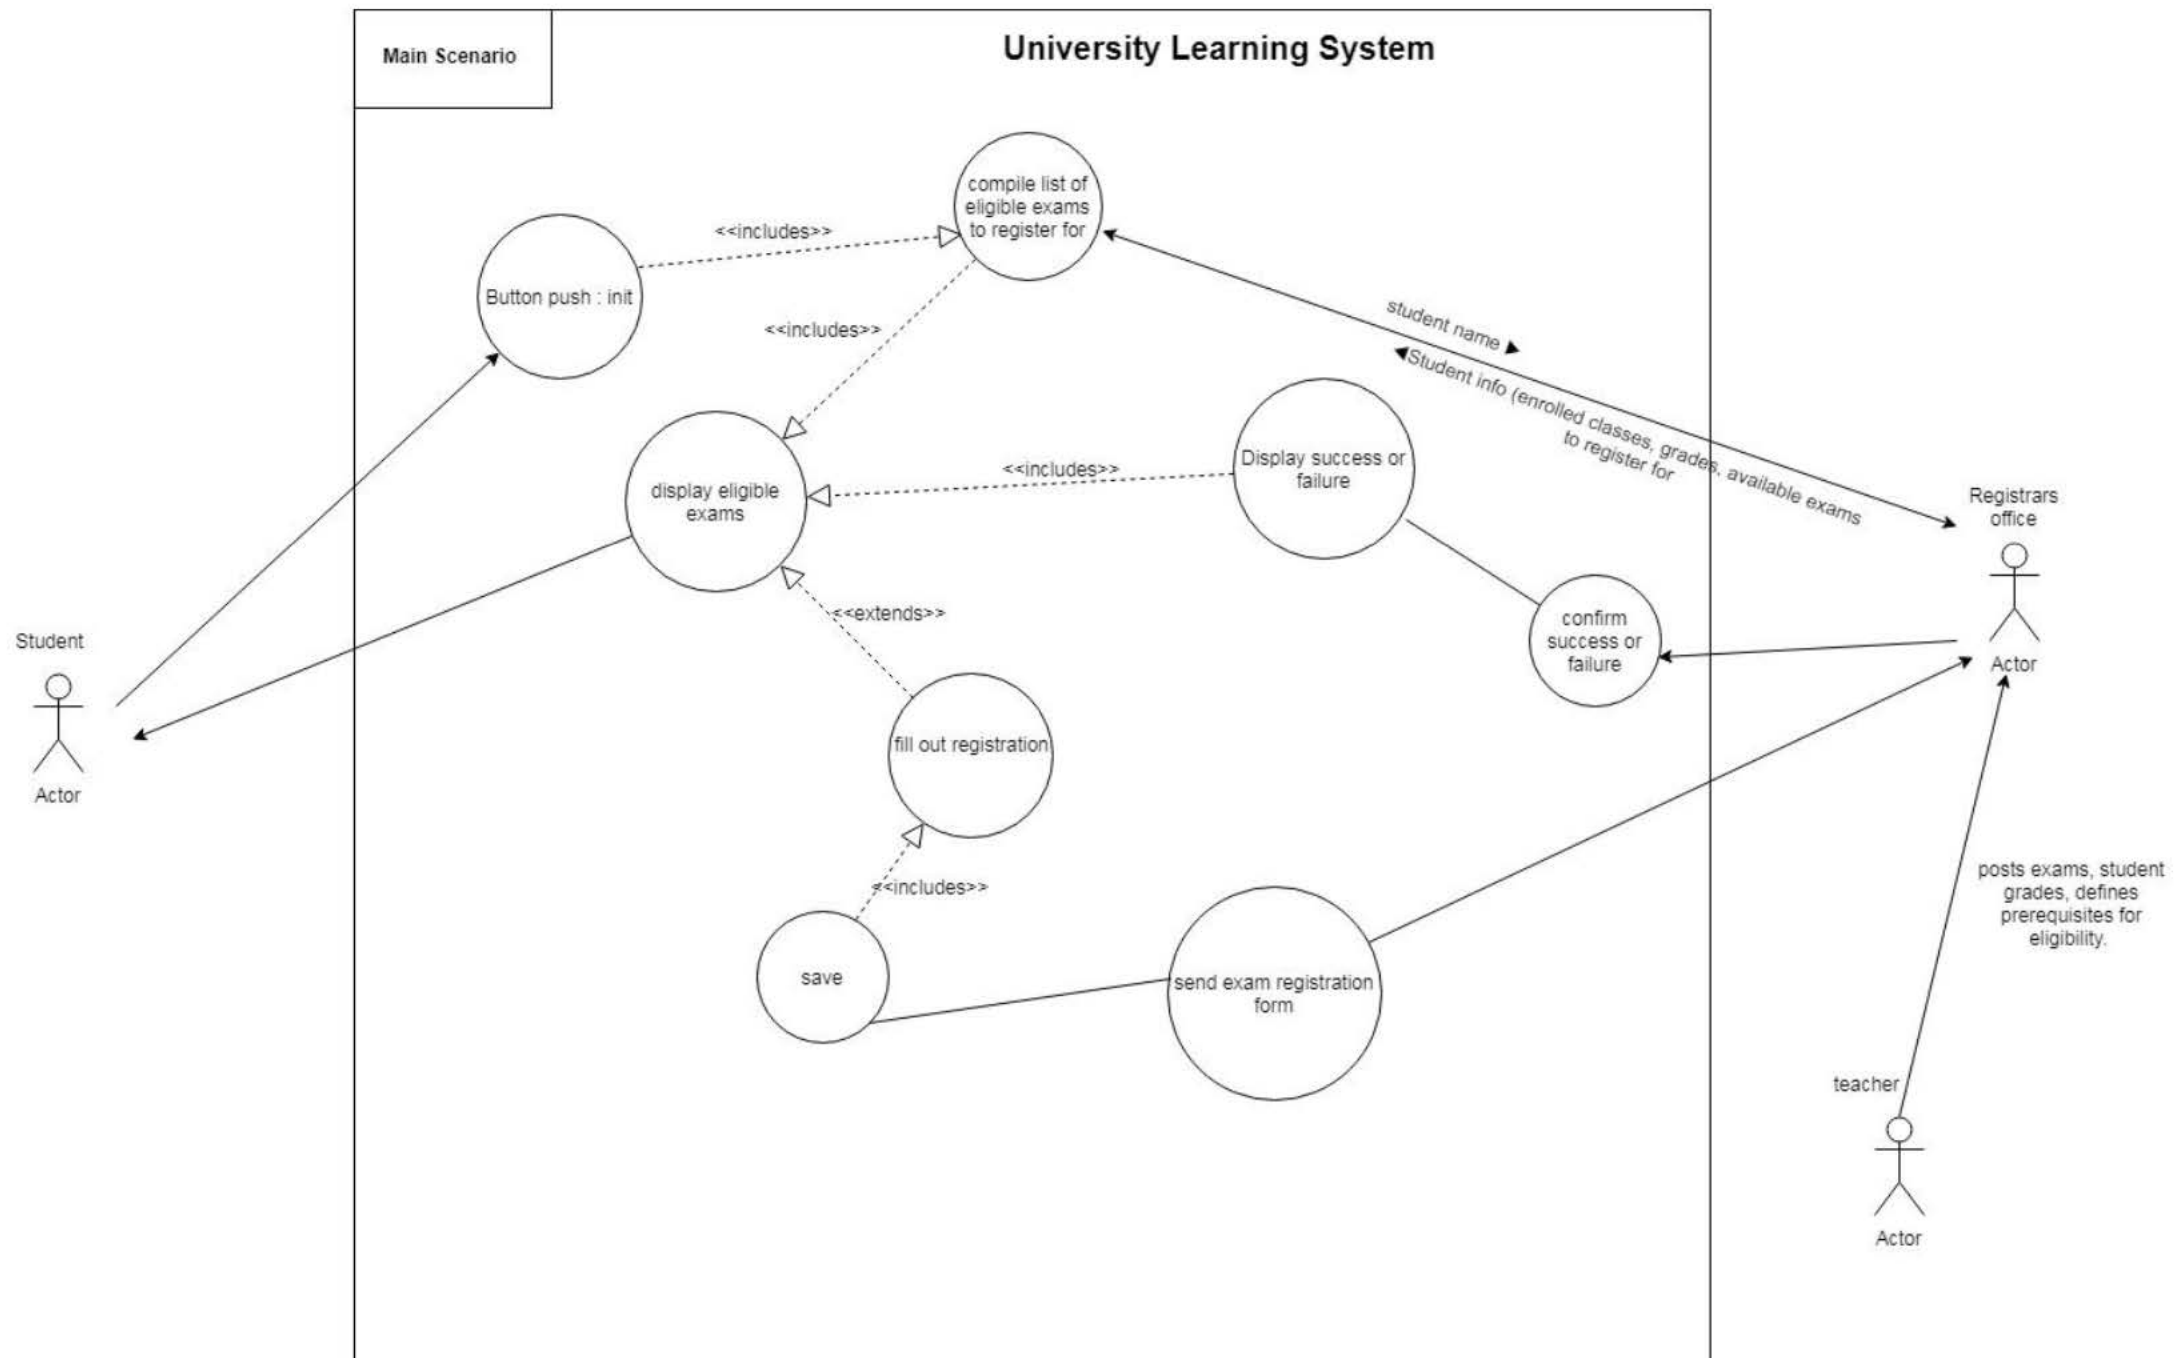 Main Scenario
University Learning System
compile list of
eligible exams
to register for
<<includes>>
Button push : init
<<includes>>
student name ▶
◀Student info (enrolled classes, grades, available exams
to register for
Display success or
failure
<<includes>>
display eligible
exams
Registrars
office
Actor
<<extends>>
confirm
success or
failure
Student
Actor
fill out registration
<<includes>>
posts exams, student
grades, defines
prerequisites for
eligibility.
save
send exam registration
form
teacher
Actor